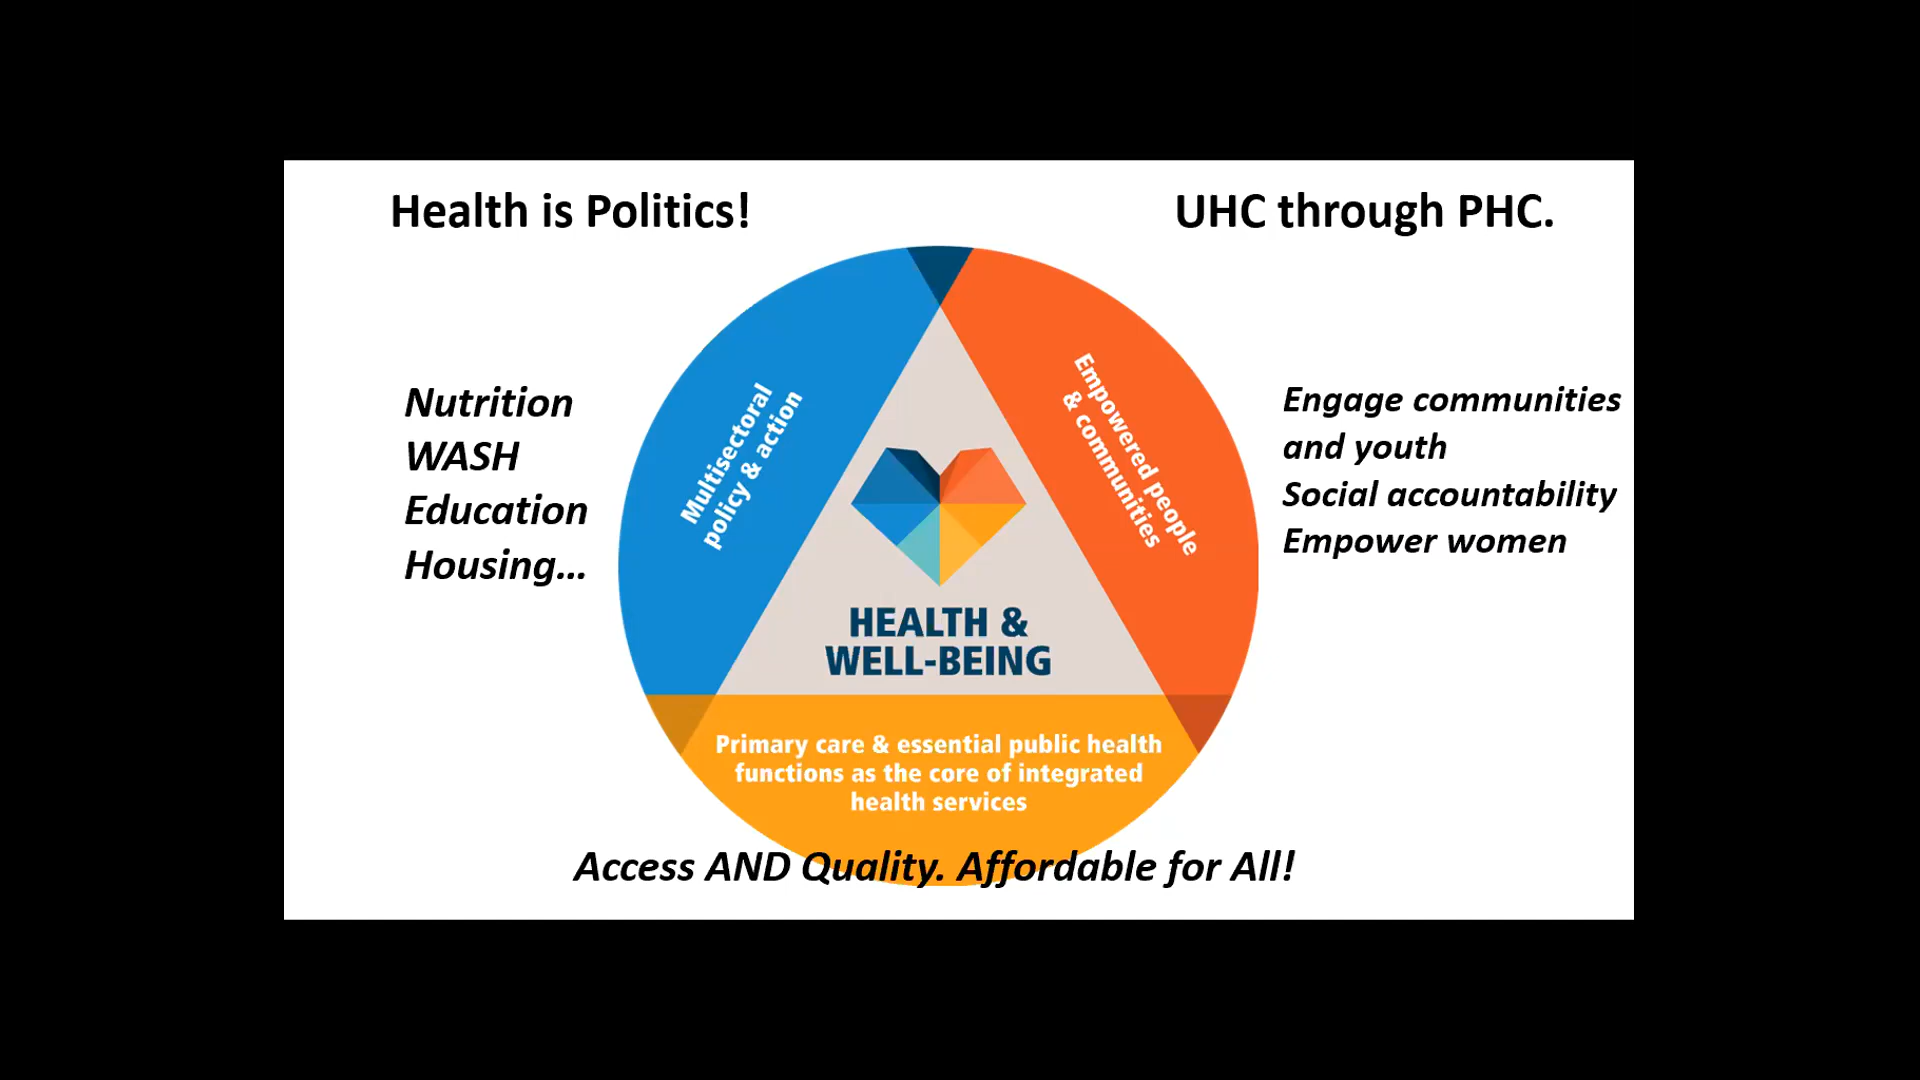 Health is Politics!
UHC through PHC.
Nutrition
WASH
Education
Housing...
Multisectoral
policy & action
Empowered people
& communities
Engage communities
and youth
Social accountability
Empower women
HEALTH &
WELL-BEING
Primary care & essential public health
functions as the core of integrated
health services
Access AND Quality. Affordable for All!